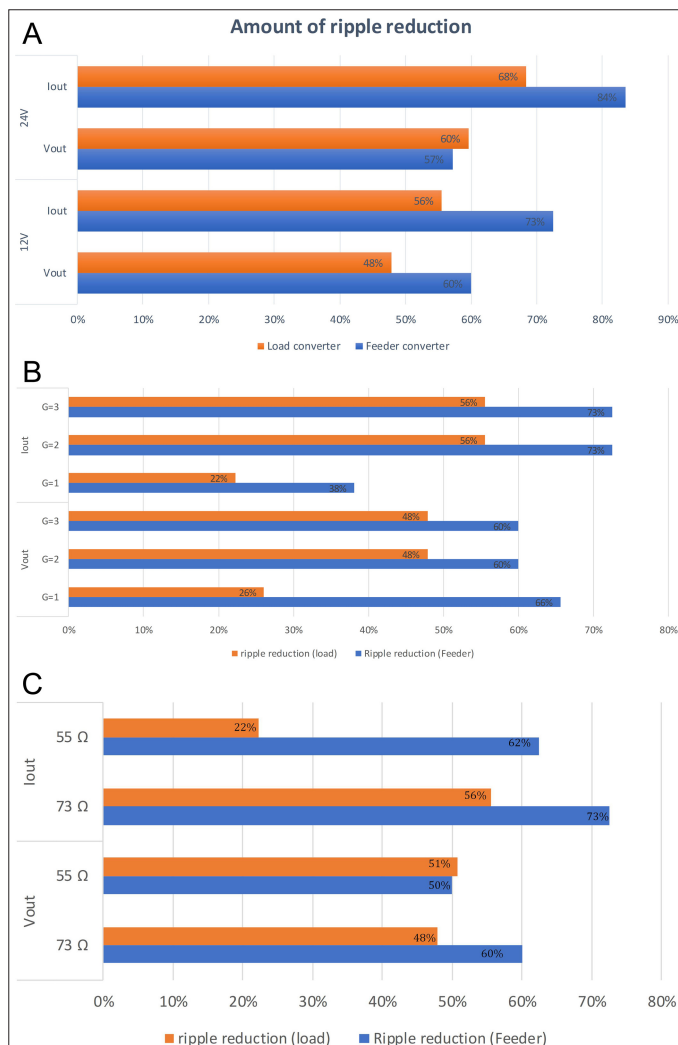 A
Amount of ripple reduction
24V
Iout
68%
84%
Vout
60%
57%
12V
Iout
56%
73%
Vout
48%
60%
0% 10% 20% 30% 40% 50% 60% 70% 80% 90%
Load converter Feeder converter
B
Iout
G=3
56%
73%
G=2
56%
73%
G=1
22%
38%
Vout
G=3
48%
60%
G=2
48%
60%
G=1
26%
66%
0% 10% 20% 30% 40% 50% 60% 70% 80%
ripple reduction (load) Ripple reduction (Feeder)
C
Iout
55 Ω
22%
62%
73 Ω
56%
73%
Vout
55 Ω
51%
50%
73 Ω
48%
60%
0% 10% 20% 30% 40% 50% 60% 70% 80%
ripple reduction (load) Ripple reduction (Feeder)